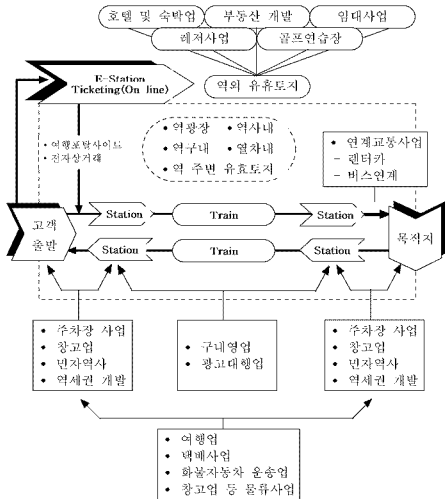 호텔 및 숙박업
부동산 개발
임대사업
레저사업
골프연습장
E-Station
Ticketing(On line)
역외 유휴토지
• 여행포탈사이트
• 전자상거래
• 역광장 • 역사내
• 역구내 • 열차내
• 역 주변 유효토지
• 연계교통사업
- 렌터카
- 버스연계
고객
출발
Station
Train
Station
목적지
Station
Train
Station
• 주차장 사업
• 창고업
• 민자역사
• 역세권 개발
• 구내영업
• 광고대행업
• 주차장 사업
• 창고업
• 민자역사
• 역세권 개발
• 여행업
• 택배사업
• 화물자동차 운송업
• 창고업 등 물류사업